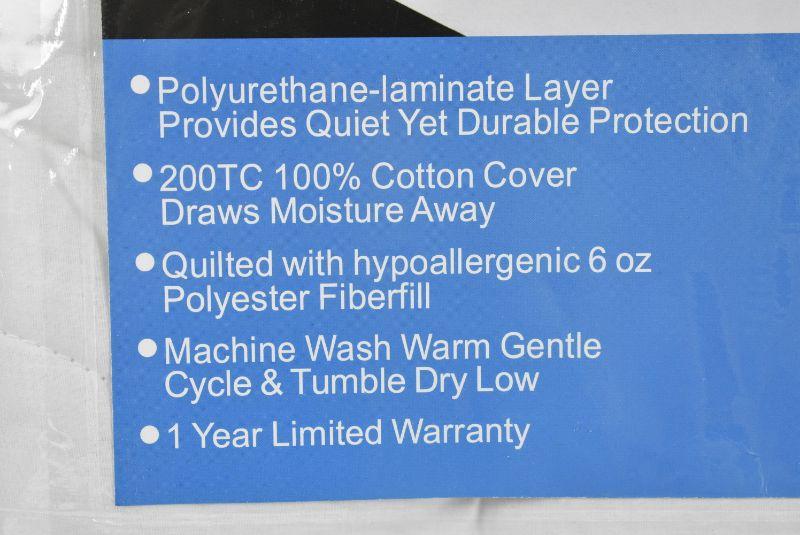 • Polyurethane-laminate Layer
Provides Quiet Yet Durable Protection
• 200TC 100% Cotton Cover
Draws Moisture Away
• Quilted with hypoallergenic 6 oz
Polyester Fiberfill
• Machine Wash Warm Gentle
Cycle & Tumble Dry Low
• 1 Year Limited Warranty